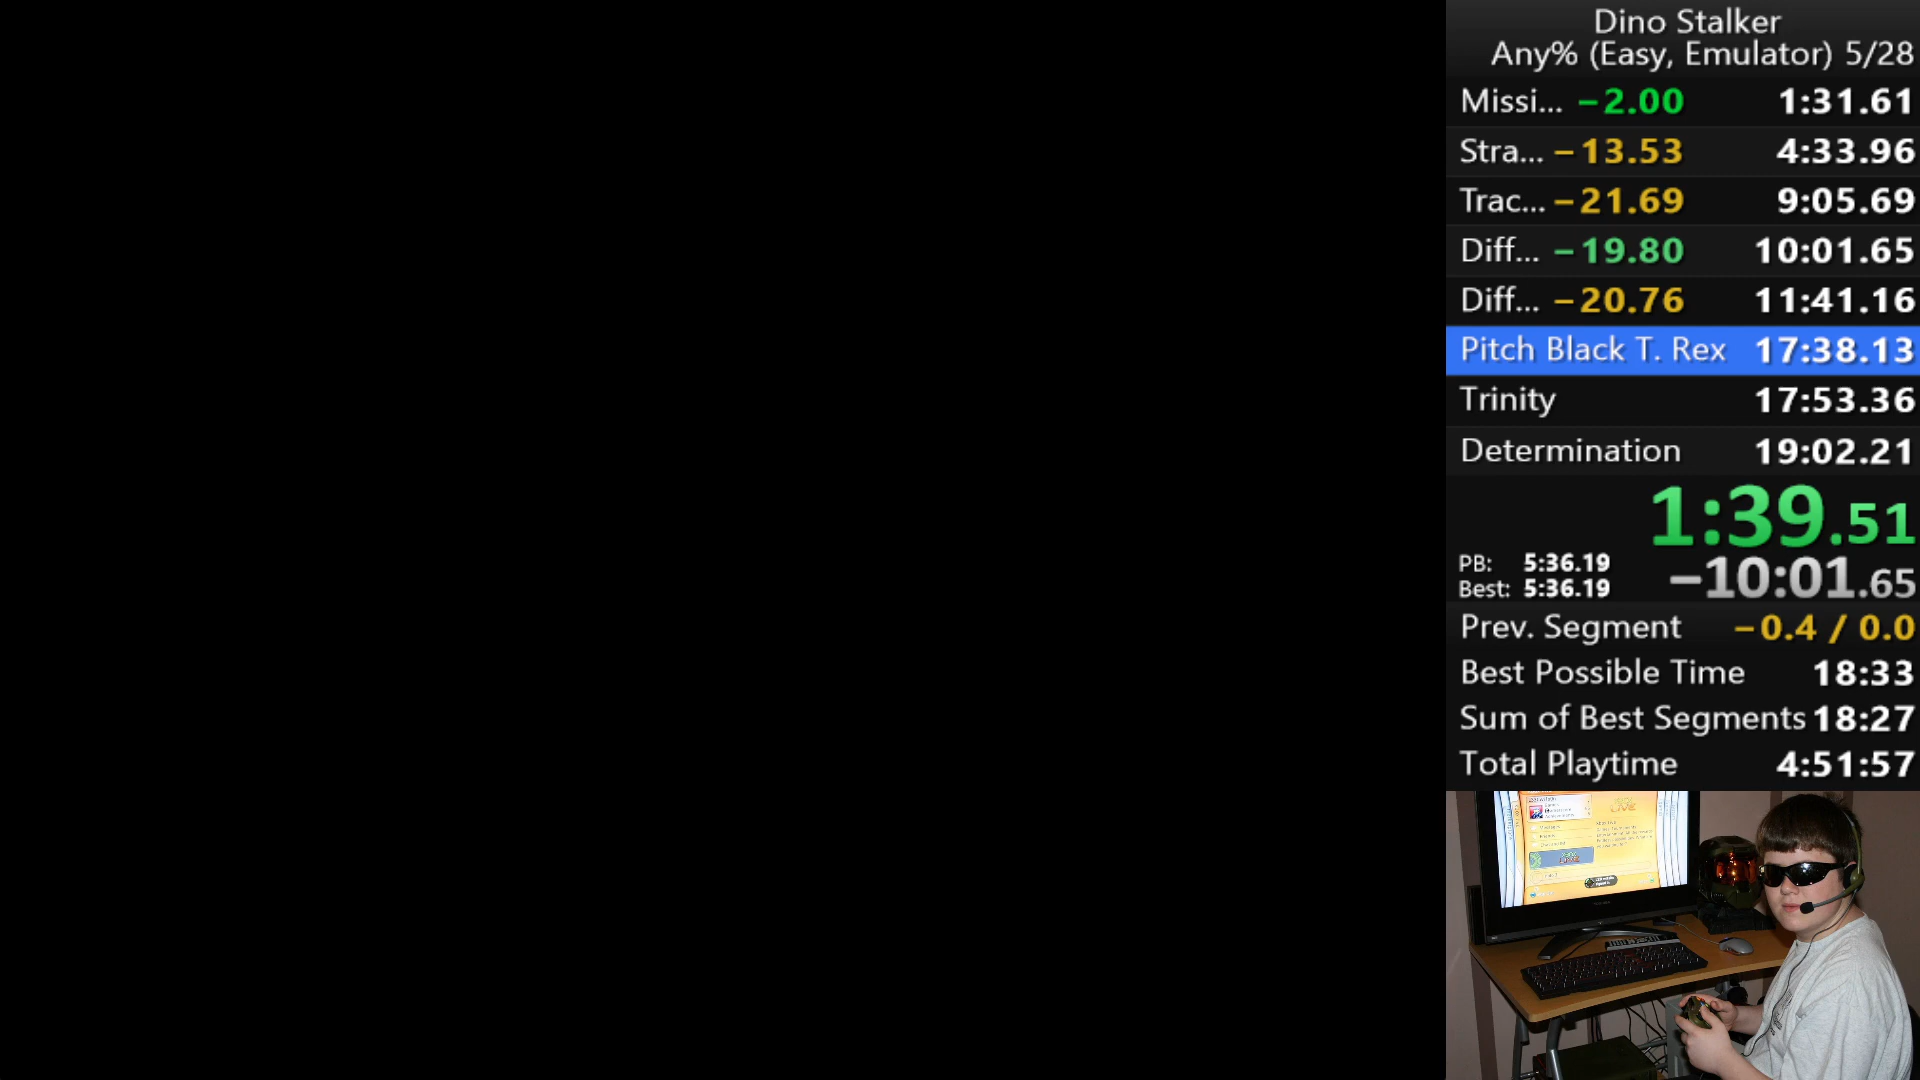 Dino Stalker
Any% (Easy, Emulator) 5/28
Missi... −2.00 1:31.61
Stra... −13.53 4:33.96
Trac... −21.69 9:05.69
Diff... −19.80 10:01.65
Diff... −20.76 11:41.16
Pitch Black T. Rex 17:38.13
Trinity 17:53.36
Determination 19:02.21
1:39.51
PB: 5:36.19
Best: 5:36.19
−10:01.65
Prev. Segment −0.4 / 0.0
Best Possible Time 18:33
Sum of Best Segments 18:27
Total Playtime 4:51:57